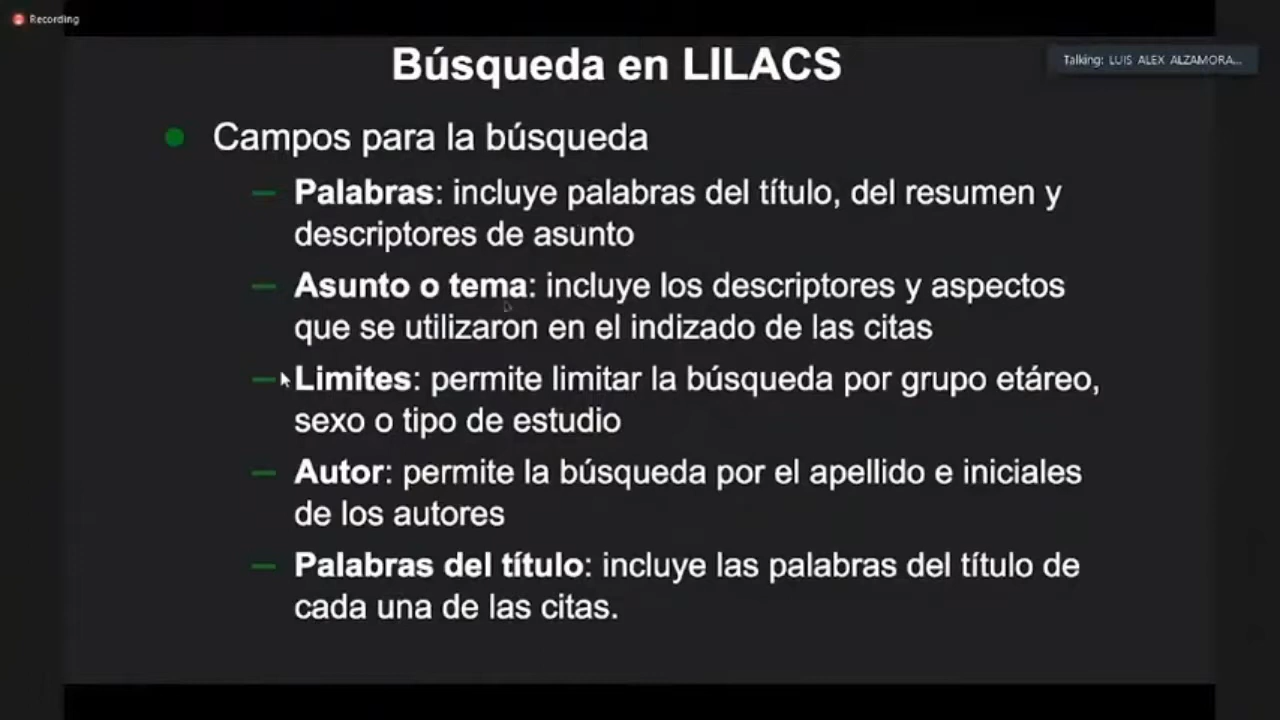 Recording
Búsqueda en LILACS
Talking: LUIS ALEX ALZAMORA...
Campos para la búsqueda
Palabras: incluye palabras del título, del resumen y
descriptores de asunto
Asunto o tema: incluye los descriptores y aspectos
que se utilizaron en el indizado de las citas
Limites: permite limitar la búsqueda por grupo etáreo,
sexo o tipo de estudio
Autor: permite la búsqueda por el apellido e iniciales
de los autores
Palabras del título: incluye las palabras del título de
cada una de las citas.